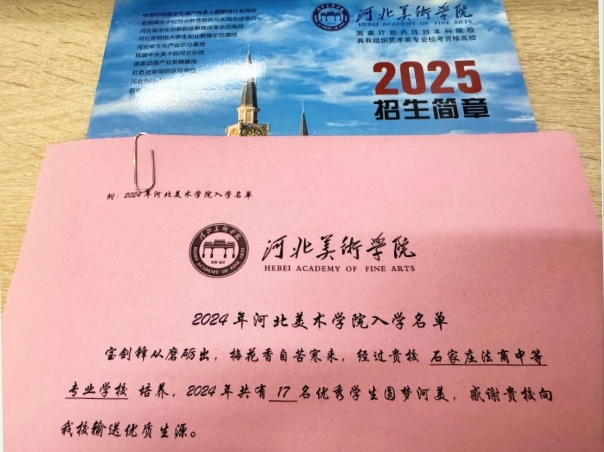 河北美術学院
国家计划内统招本科院校
具有组织艺术类专业校考资格高校
2025
招生简章
附：2024年河北美术学院入学名单
河北美術学院
HEBEI ACADEMY OF FINE ARTS
2024年河北美术学院入学名单
宝剑锋从磨砺出，梅花香自苦寒来，经过贵校 石家庄法商中等
专业学校 培养，2024年共有 17 名优秀学生圆梦河美，感谢贵校向
我校输送优质生源。